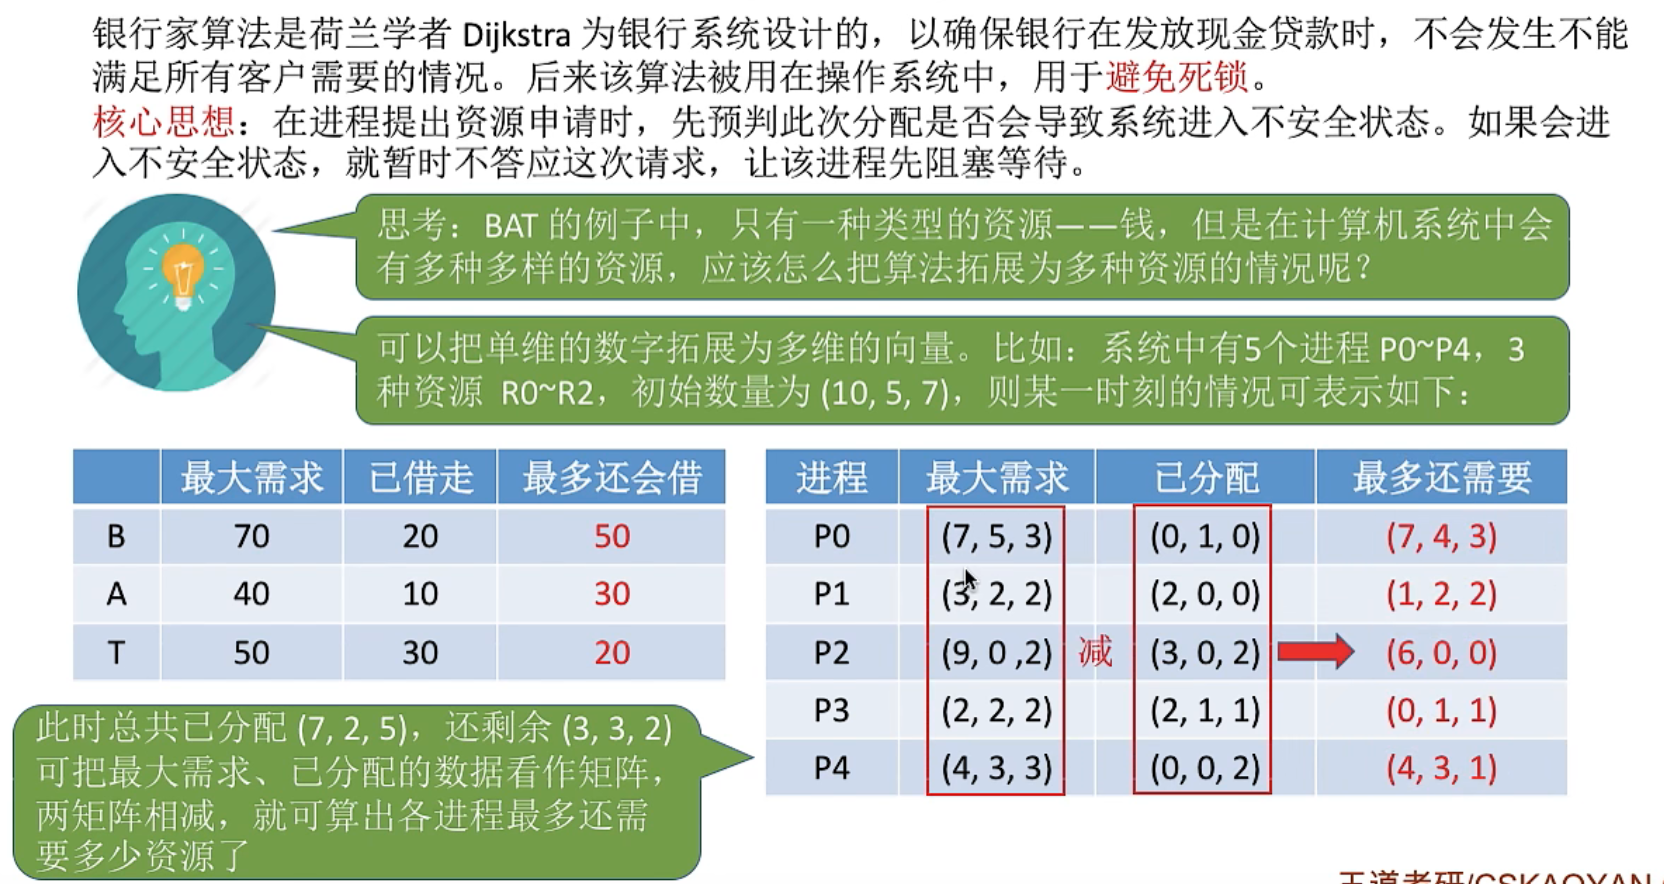 银行家算法是荷兰学者 Dijkstra 为银行系统设计的，以确保银行在发放现金贷款时，不会发生不能
满足所有客户需要的情况。后来该算法被用在操作系统中，用于避免死锁。
核心思想：在进程提出资源申请时，先预判此次分配是否会导致系统进入不安全状态。如果会进
入不安全状态，就暂时不答应这次请求，让该进程先阻塞等待。
思考：BAT 的例子中，只有一种类型的资源——钱，但是在计算机系统中会
有多种多样的资源，应该怎么把算法拓展为多种资源的情况呢？
可以把单维的数字拓展为多维的向量。比如：系统中有5个进程 P0~P4，3
种资源 R0~R2，初始数量为 (10, 5, 7)，则某一时刻的情况可表示如下：
最大需求 已借走 最多还会借
B 70 20 50
A 40 10 30
T 50 30 20
进程 最大需求 已分配 最多还需要
P0 (7, 5, 3) (0, 1, 0) (7, 4, 3)
P1 (3, 2, 2) (2, 0, 0) (1, 2, 2)
P2 (9, 0 ,2) 减 (3, 0, 2) (6, 0, 0)
P3 (2, 2, 2) (2, 1, 1) (0, 1, 1)
P4 (4, 3, 3) (0, 0, 2) (4, 3, 1)
此时总共已分配 (7, 2, 5)，还剩余 (3, 3, 2)
可把最大需求、已分配的数据看作矩阵，
两矩阵相减，就可算出各进程最多还需
要多少资源了
王道考研/CSKAOYAN